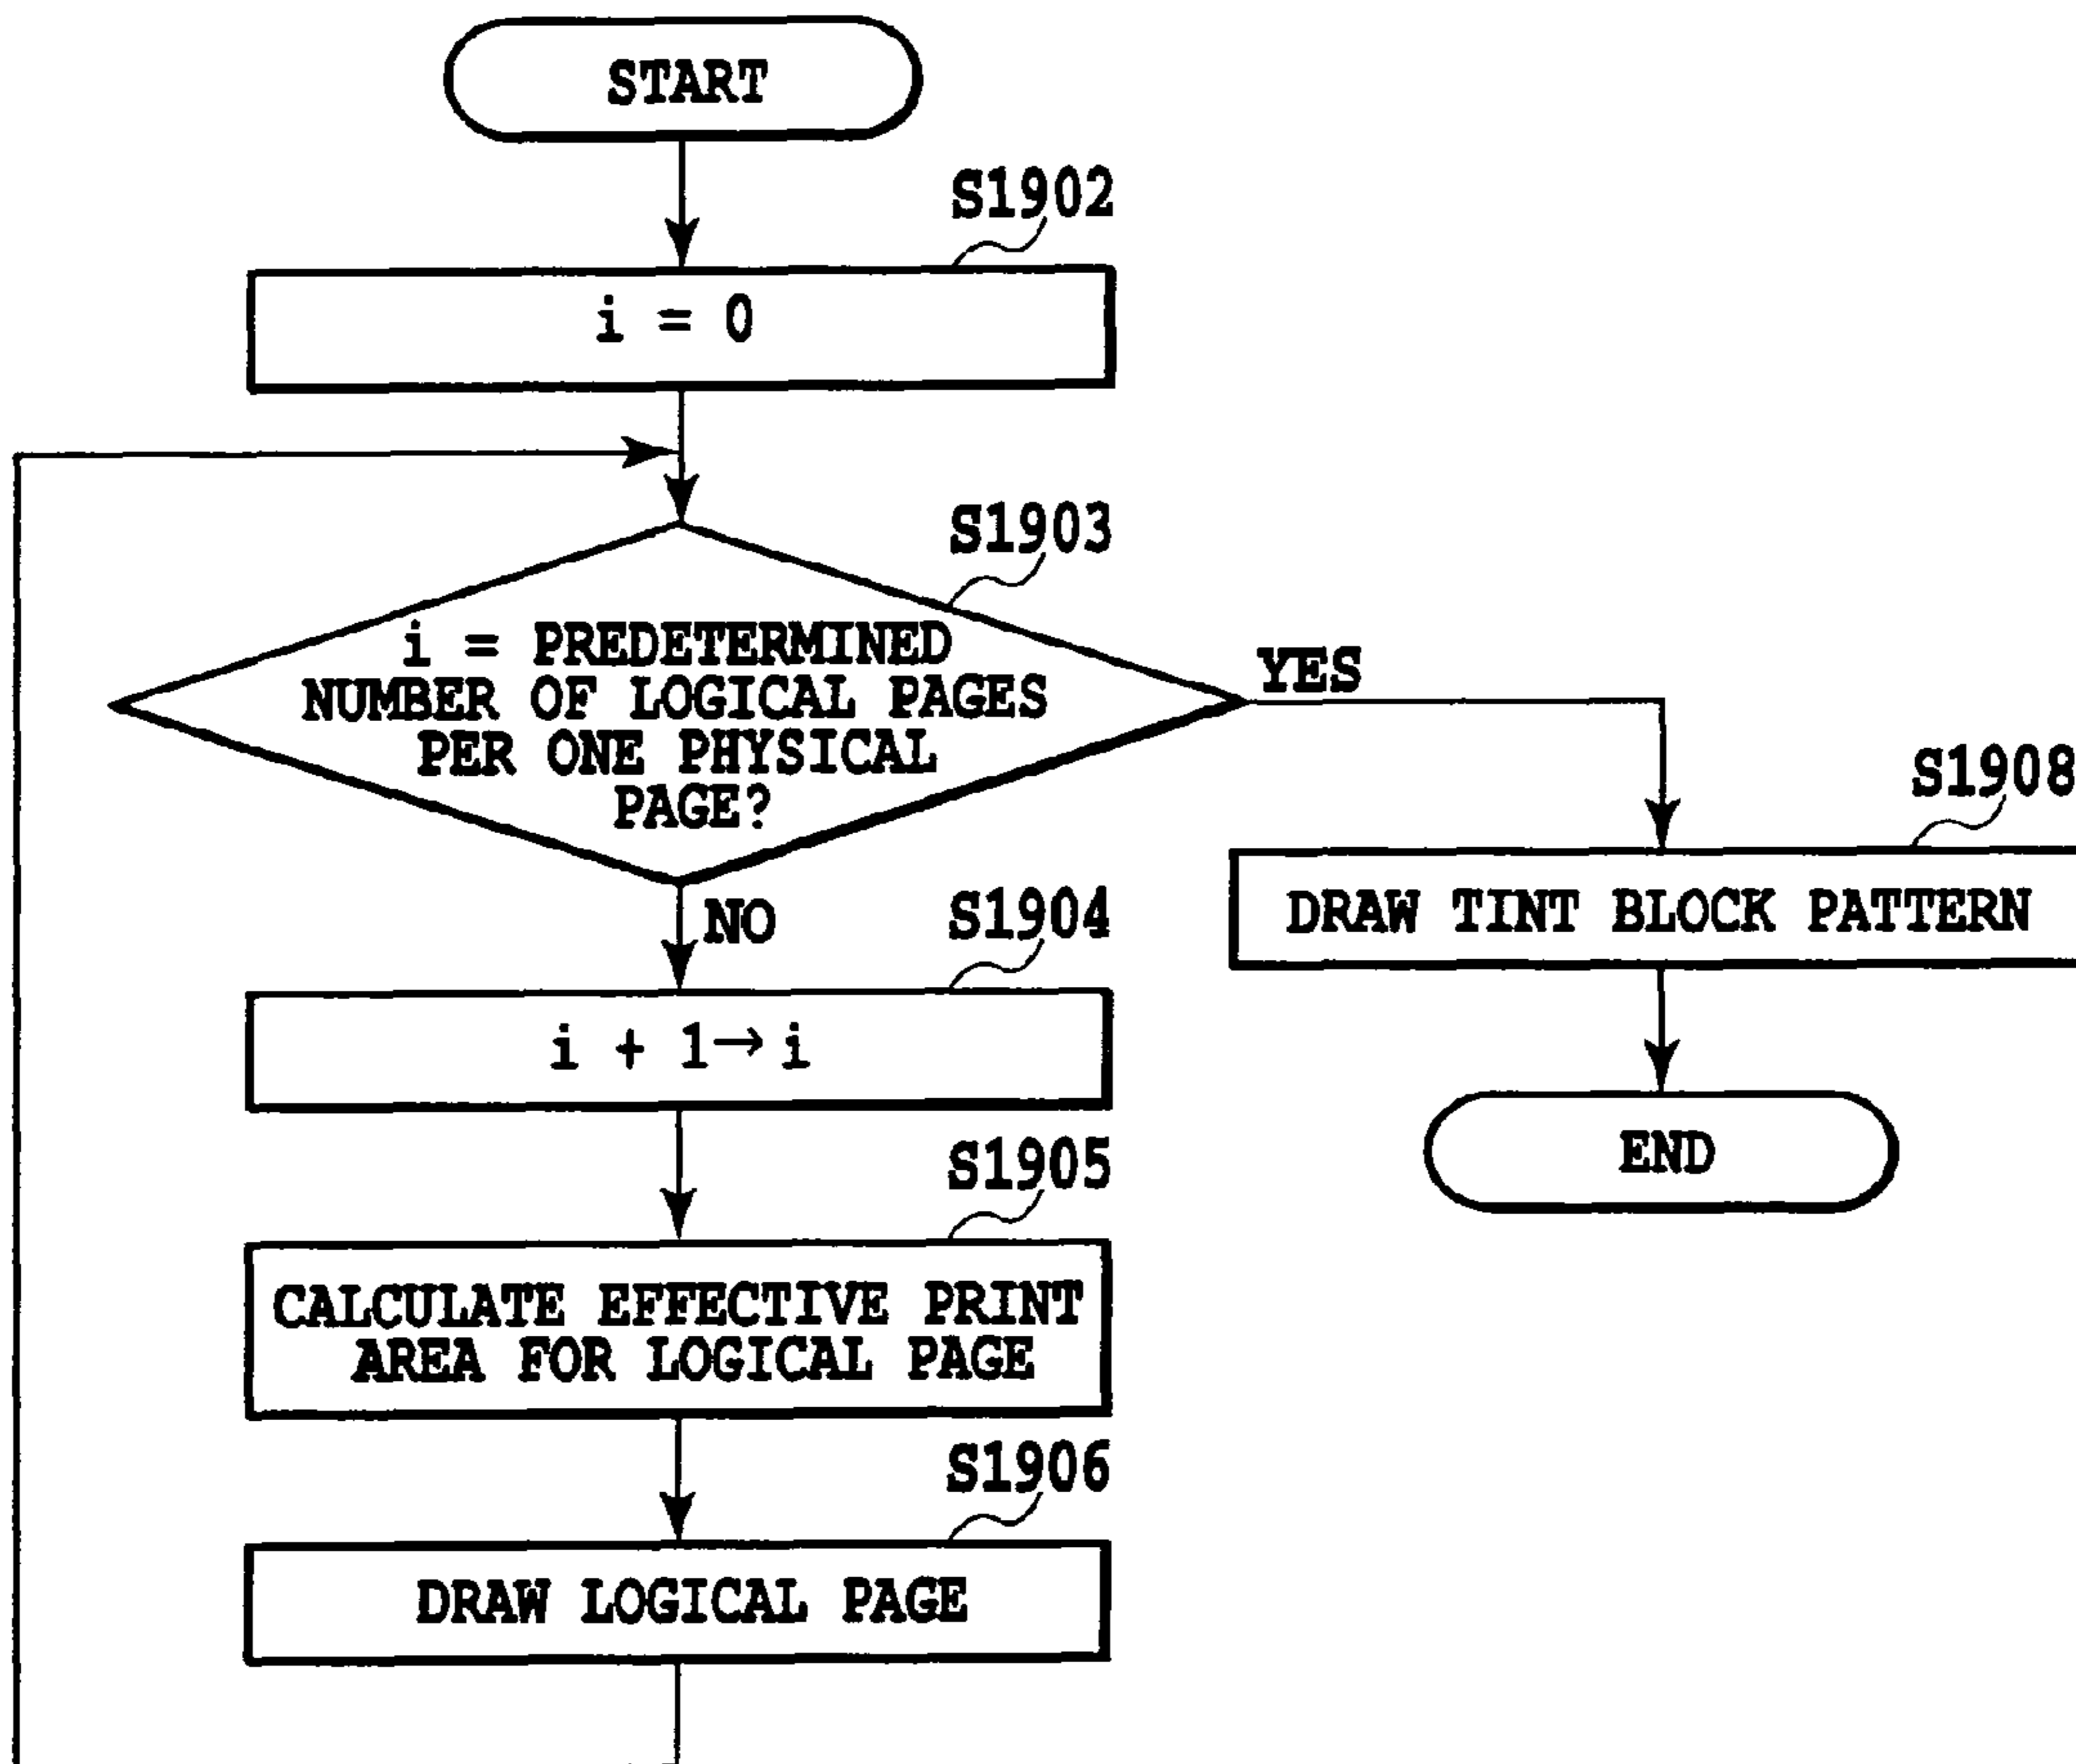 START
S1902
i = 0
S1903
i = PREDETERMINED
NUMBER OF LOGICAL PAGES
PER ONE PHYSICAL
PAGE?
YES
S1908
DRAW TINT BLOCK PATTERN
NO
S1904
i + 1→i
END
S1905
CALCULATE EFFECTIVE PRINT
AREA FOR LOGICAL PAGE
S1906
DRAW LOGICAL PAGE